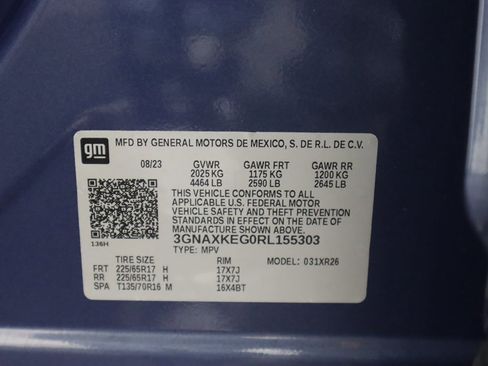 gm
MFD BY GENERAL MOTORS DE MEXICO, S. DE R.L. DE C.V.
08/23 GVWR GAWR FRT GAWR RR
2025 KG 1175 KG 1200 KG
4464 LB 2590 LB 2645 LB
THIS VEHICLE CONFORMS TO ALL
APPLICABLE U.S. FEDERAL MOTOR
VEHICLE SAFETY AND THEFT PREVENTION
STANDARDS IN EFFECT ON THE DATE OF
MANUFACTURE SHOWN ABOVE.
3GNAXKEG0RL155303
136H
TYPE: MPV
TIRE SIZE RIM MODEL: 031XR26
FRT 225/65R17 H 17X7J
RR 225/65R17 H 17X7J
SPA T135/70R16 M 16X4BT